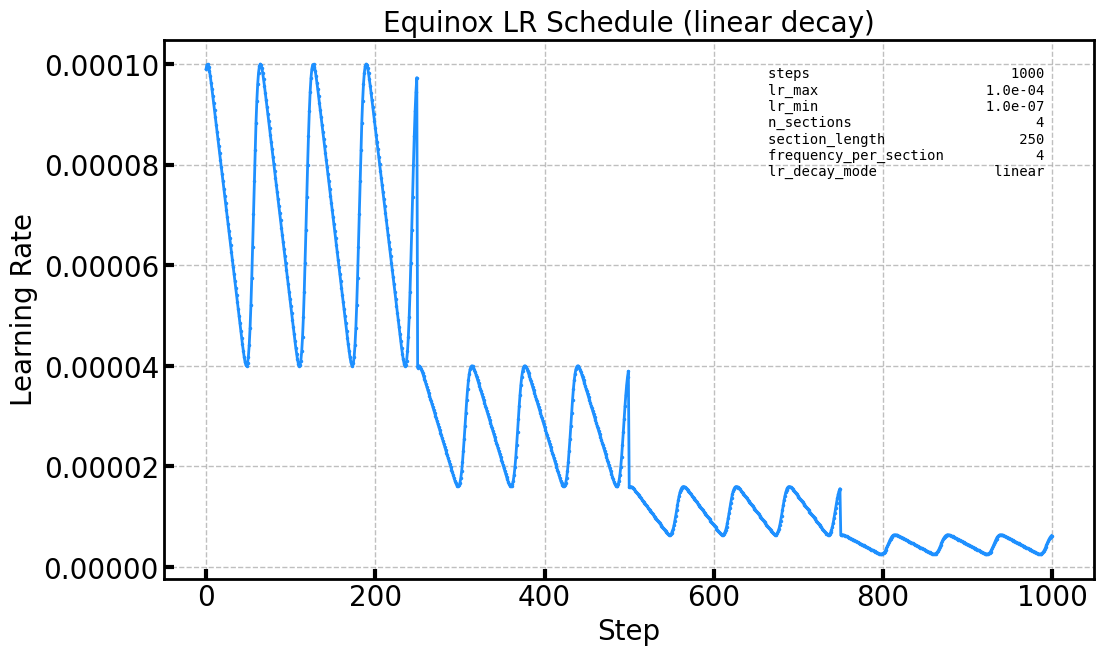 Equinox LR Schedule (linear decay)
0.00010
0.00008
0.00006
0.00004
0.00002
0.00000
Learning Rate
steps 1000
lr_max 1.0e-04
lr_min 1.0e-07
n_sections 4
section_length 250
frequency_per_section 4
lr_decay_mode linear
0 200 400 600 800 1000
Step